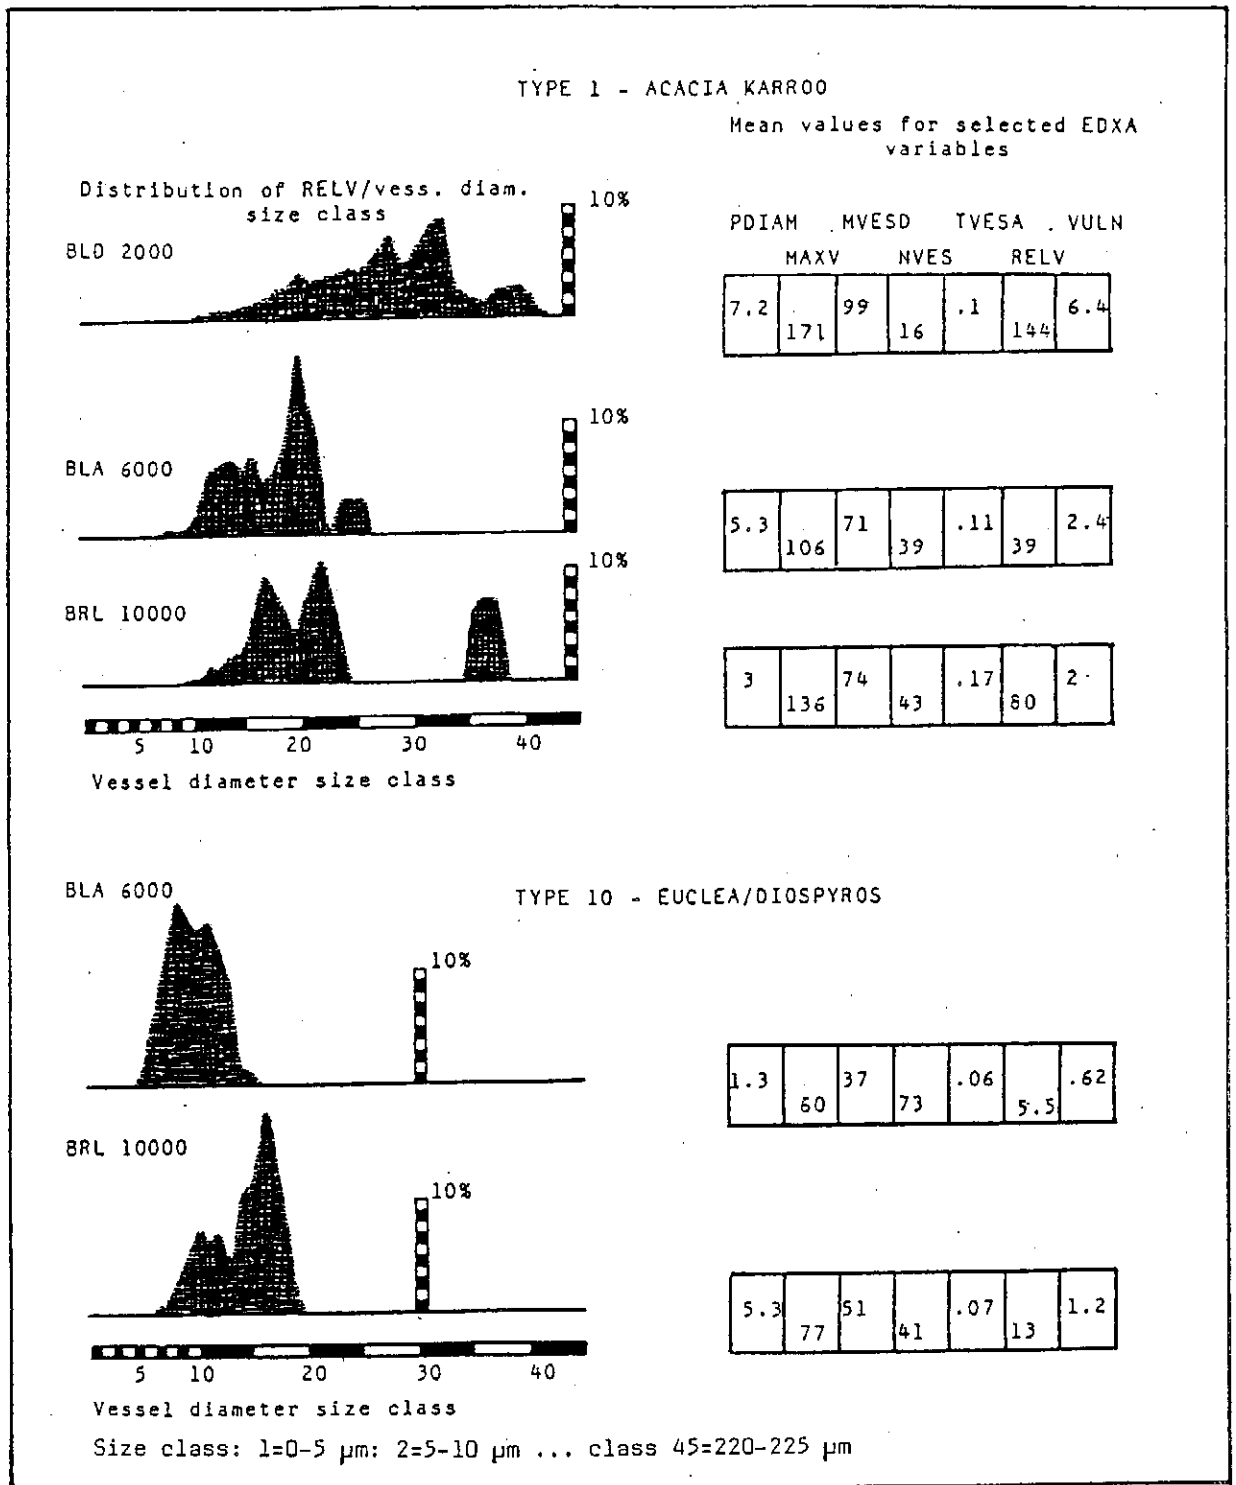 TYPE 1 - ACACIA KARROO
Mean values for selected EDXA
variables
Distribution of RELV/vess. diam.
size class
10%
PDIAM MVESD TVESA . VULN
MAXV NVES RELV
BLD 2000
7.2 171 99 16 .1 144 6.4
10%
BLA 6000
5.3 106 71 39 .11 39 2.4
10%
BRL 10000
3 136 74 43 .17 80 2
5 10 20 30 40
Vessel diameter size class
BLA 6000
TYPE 10 - EUCLEA/DIOSPYROS
10%
1.3 60 37 73 .06 5.5 .62
BRL 10000
10%
5.3 77 51 41 .07 13 1.2
5 10 20 30 40
Vessel diameter size class
Size class: 1=0-5 µm: 2=5-10 µm ... class 45=220-225 µm